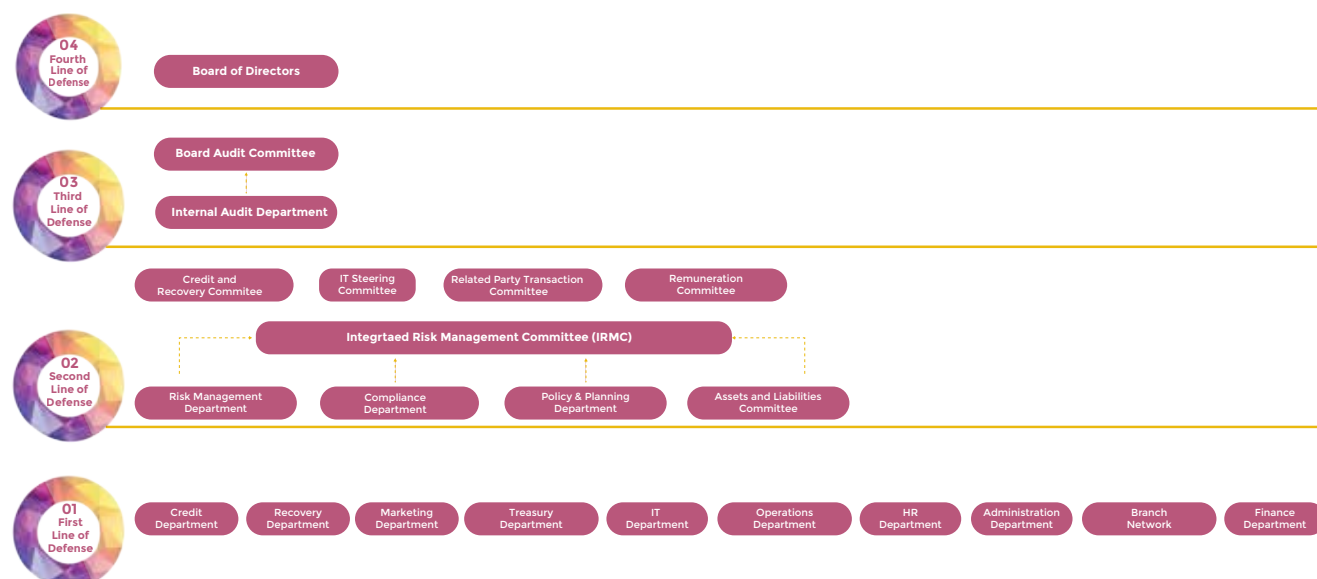 04
Fourth
Line of
Defense
Board of Directors
03
Third
Line of
Defense
Board Audit Committee
Internal Audit Department
Credit and
Recovery Commitee
IT Steering
Committee
Related Party Transaction
Committee
Remuneration
Committee
02
Second
Line of
Defense
Integrtaed Risk Management Committee (IRMC)
Risk Management
Department
Compliance
Department
Policy & Planning
Department
Assets and Liabilities
Committee
01
First
Line of
Defense
Credit
Department
Recovery
Department
Marketing
Department
Treasury
Department
IT
Department
Operations
Department
HR
Department
Administration
Department
Branch
Network
Finance
Department